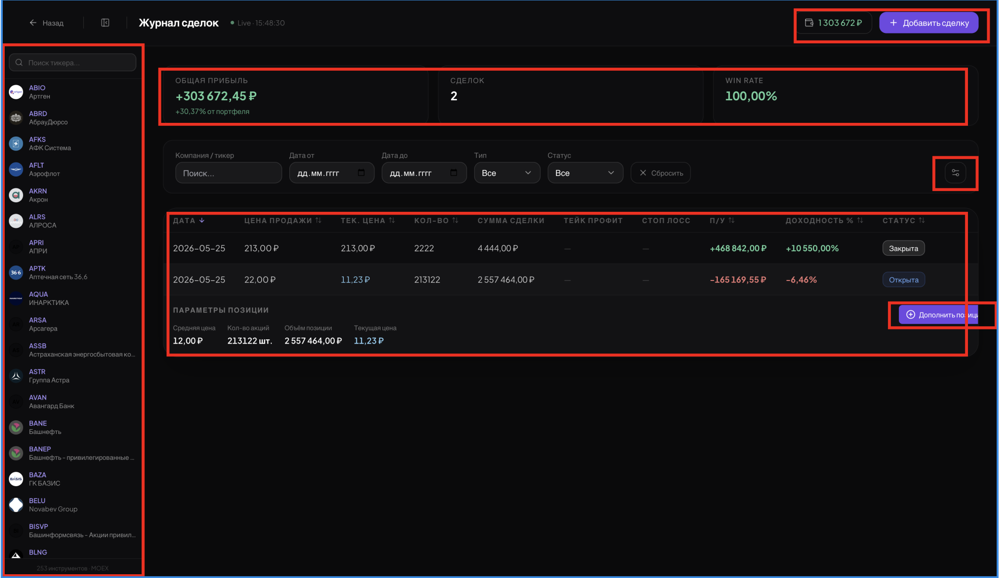 Назад
Журнал сделок
Live · 15:48:30
1 303 672 ₽
Добавить сделку
Поиск тикера...
ABIO
Артген
ABRD
АбрауДюрсо
AFKS
АФК Система
AFLT
Аэрофлот
AKRN
Акрон
ALRS
АЛРОСА
AP
APRI
АПРИ
36 6
APTK
Аптечная сеть 36,6
AQUA
ИНАРКТИКА
AR
ARSA
Арсагера
AS
ASSB
Астраханская энергосбытовая ко...
ASTR
Группа Астра
AV
AVAN
Авангард Банк
BANE
Башнефть
BANEP
Башнефть - привилегированные ...
BASIS
BAZA
ГК БАЗИС
BELU
Novabev Group
BI
BISVP
Башинформсвязь - Акции привил...
BLNG
253 инструментов · MOEX
ОБЩАЯ ПРИБЫЛЬ
+303 672,45 ₽
+30,37% от портфеля
СДЕЛОК
2
WIN RATE
100,00%
Компания / тикер
Дата от
Дата до
Тип
Статус
Поиск...
дд.мм.гггг
дд.мм.гггг
Все
Все
Сбросить
ДАТА ↓ ЦЕНА ПРОДАЖИ ↑↓ ТЕК. ЦЕНА ↑↓ КОЛ-ВО ↑↓ СУММА СДЕЛКИ ТЕЙК ПРОФИТ СТОП ЛОСС П/У ↑↓ ДОХОДНОСТЬ % ↑↓ СТАТУС ↑↓
2026-05-25 213,00 ₽ 213,00 ₽ 2222 4 444,00 ₽ — — +468 842,00 ₽ +10 550,00% Закрыта
2026-05-25 22,00 ₽ 11,23 ₽ 213122 2 557 464,00 ₽ — — -165 169,55 ₽ -6,46% Открыта
ПАРАМЕТРЫ ПОЗИЦИИ
Дополнить позици
Средняя цена Кол-во акций Объём позиции Текущая цена
12,00 ₽ 213122 шт. 2 557 464,00 ₽ 11,23 ₽